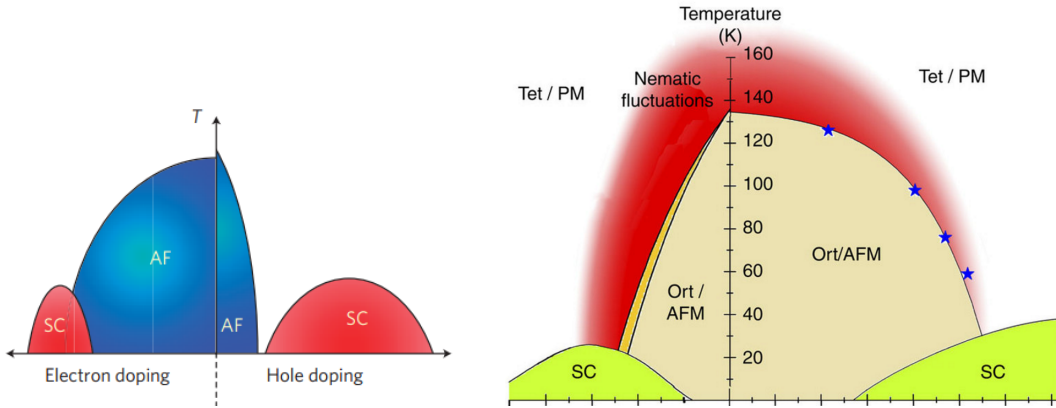 T
AF
SC
AF
SC
Electron doping
Hole doping
Temperature
(K)
160
Nematic
fluctuations
Tet / PM
Tet / PM
140
120
100
80
60
40
20
Ort/AFM
Ort /
AFM
SC
SC